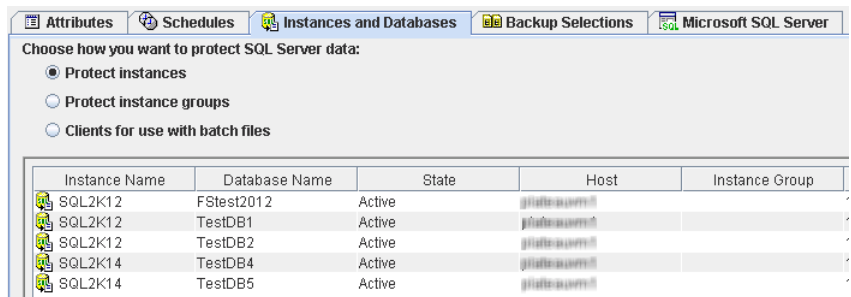 Attributes Schedules Instances and Databases Backup Selections Microsoft SQL Server
Choose how you want to protect SQL Server data:
Protect instances
Protect instance groups
Clients for use with batch files
Instance Name Database Name State Host Instance Group
SQL2K12 FStest2012 Active
SQL2K12 TestDB1 Active
SQL2K12 TestDB2 Active
SQL2K14 TestDB4 Active
SQL2K14 TestDB5 Active